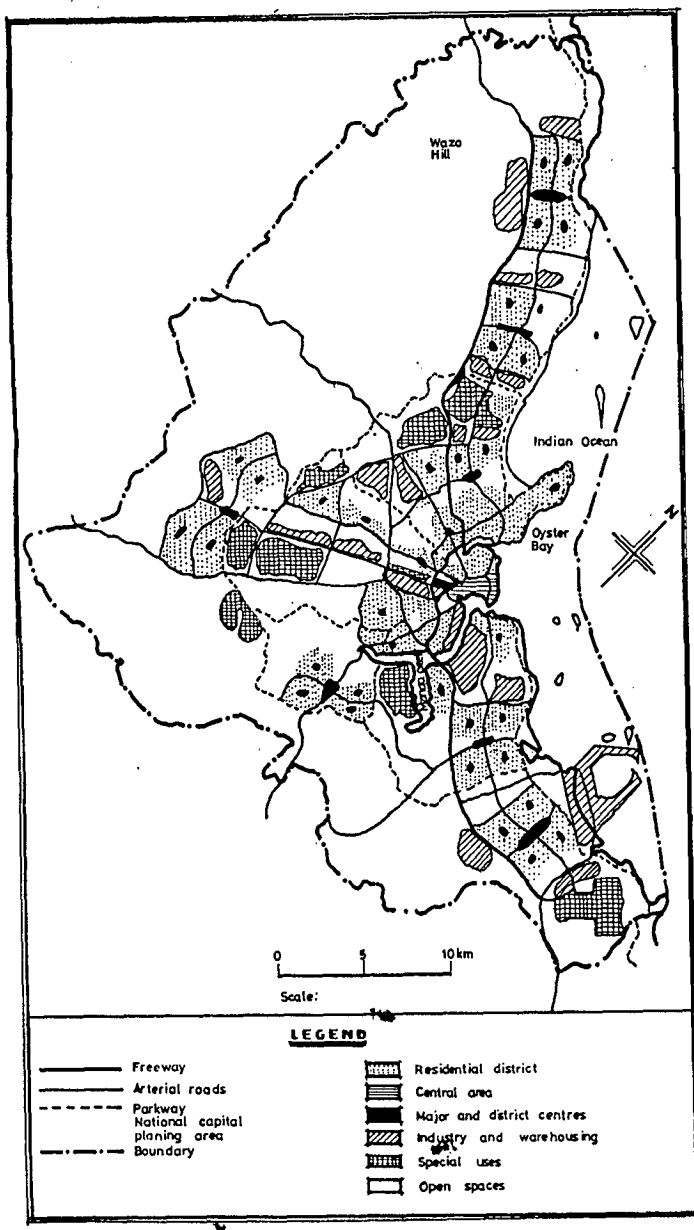 Wazo
Hill
Indian Ocean
Oyster
Bay
N
0 5 10km
Scale:
LEGEND
Freeway
Arterial roads
Parkway
National capital
planing area
Boundary
Residential district
Central area
Major and district centres
Industry and warehousing
Special uses
Open spaces